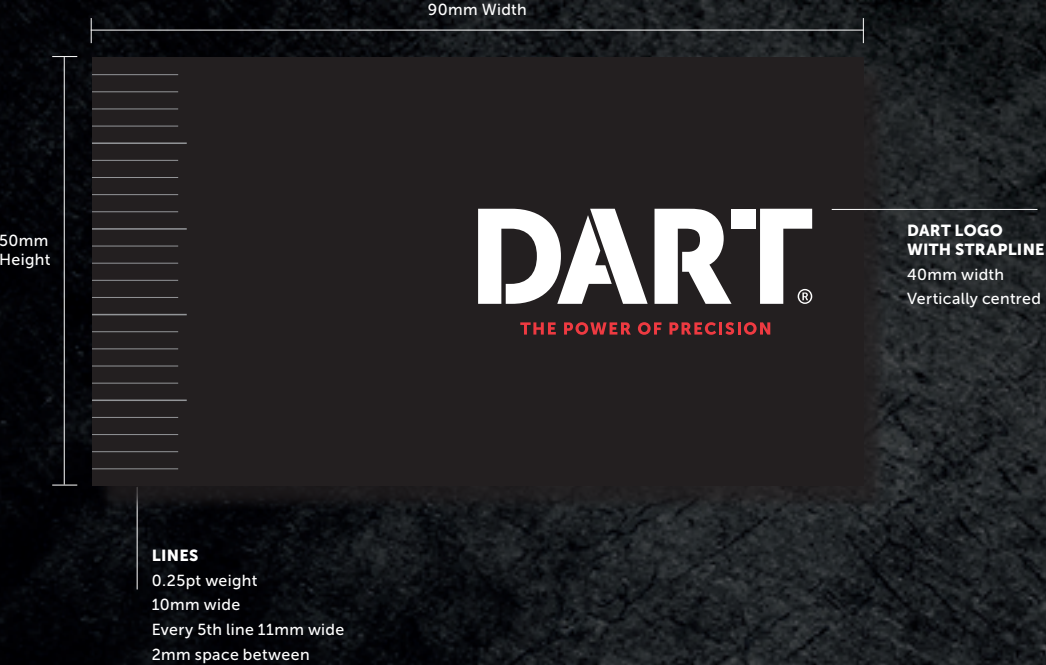 90mm Width
50mm
Height
DART®
THE POWER OF PRECISION
DART LOGO
WITH STRAPLINE
40mm width
Vertically centred
LINES
0.25pt weight
10mm wide
Every 5th line 11mm wide
2mm space between